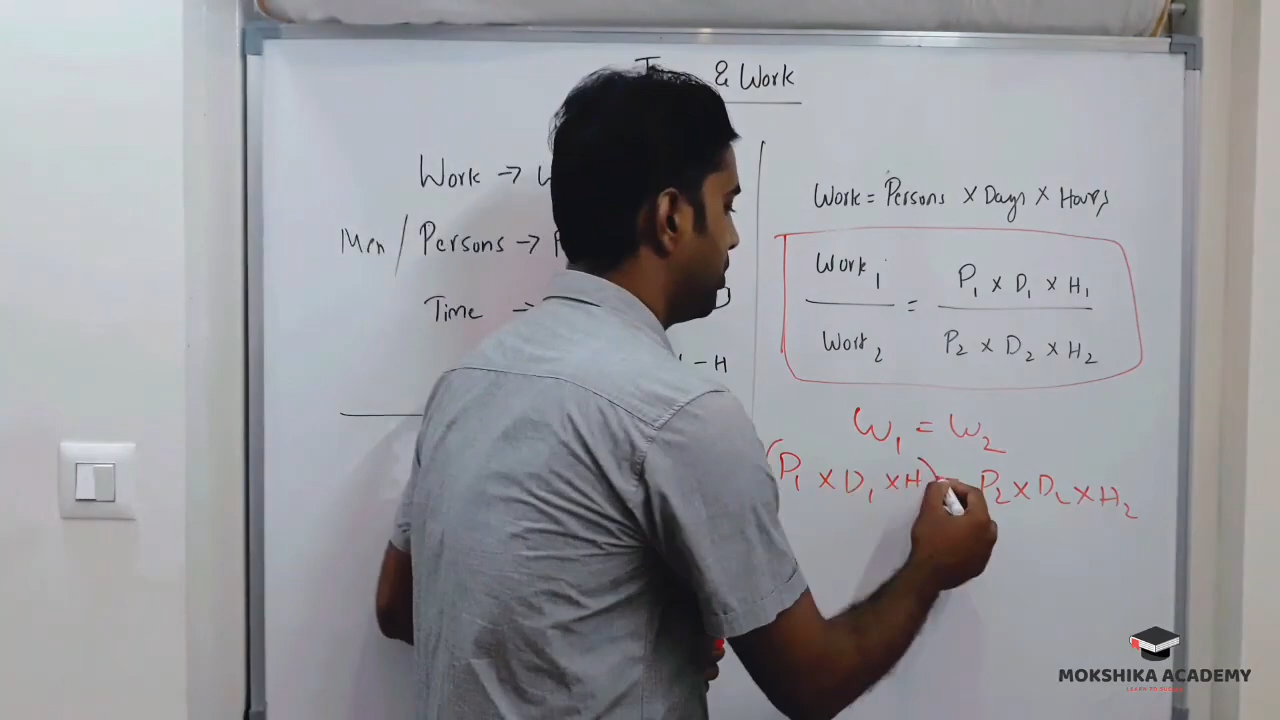 & Work
Work →
Men / Persons →
Time →
D
- H
Work = Persons × Days × Hours
Work₁ / Work₂ = P₁ × D₁ × H₁ / P₂ × D₂ × H₂
W₁ = W₂
(P₁ × D₁ × H ) P₂ × D₂ × H₂
MOKSHIKA ACADEMY